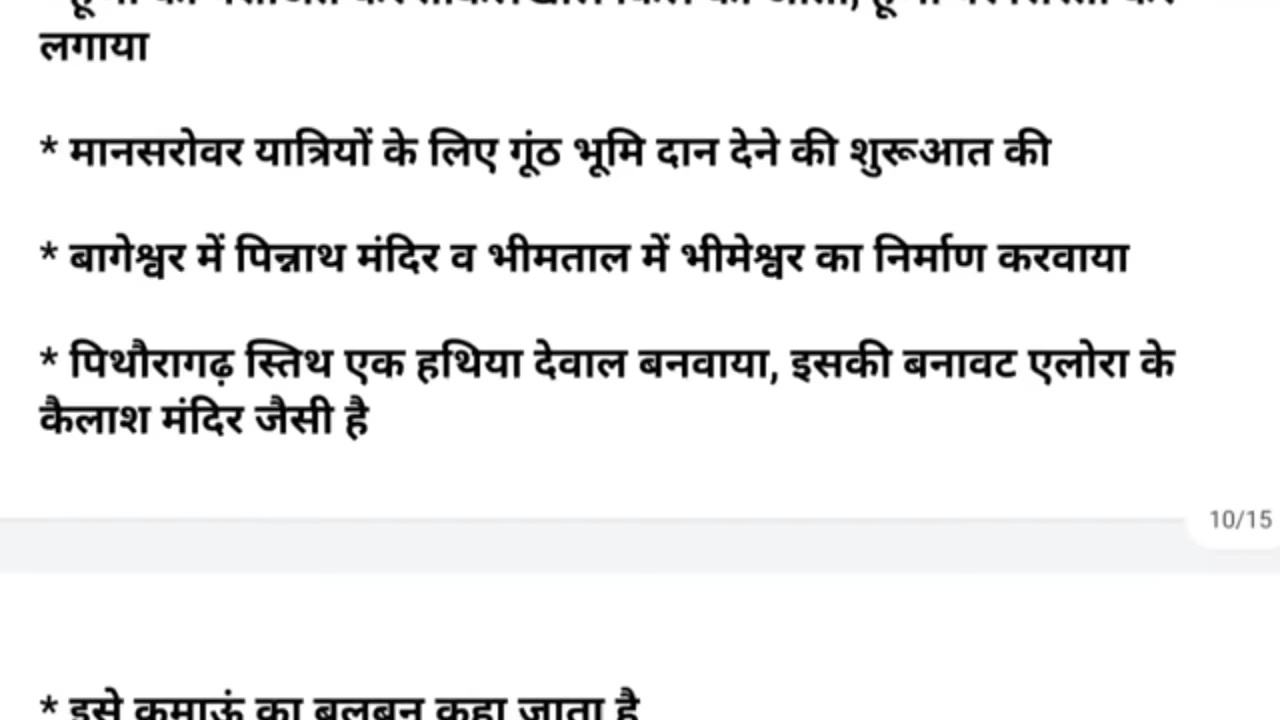 लगाया
* मानसरोवर यात्रियों के लिए गूंठ भूमि दान देने की शुरूआत की
* बागेश्वर में पिन्नाथ मंदिर व भीमताल में भीमेश्वर का निर्माण करवाया
* पिथौरागढ़ स्तिथ एक हथिया देवाल बनवाया, इसकी बनावट एलोरा के
कैलाश मंदिर जैसी है
10/15
* इसे कुमाऊं का बलबन कहा जाता है